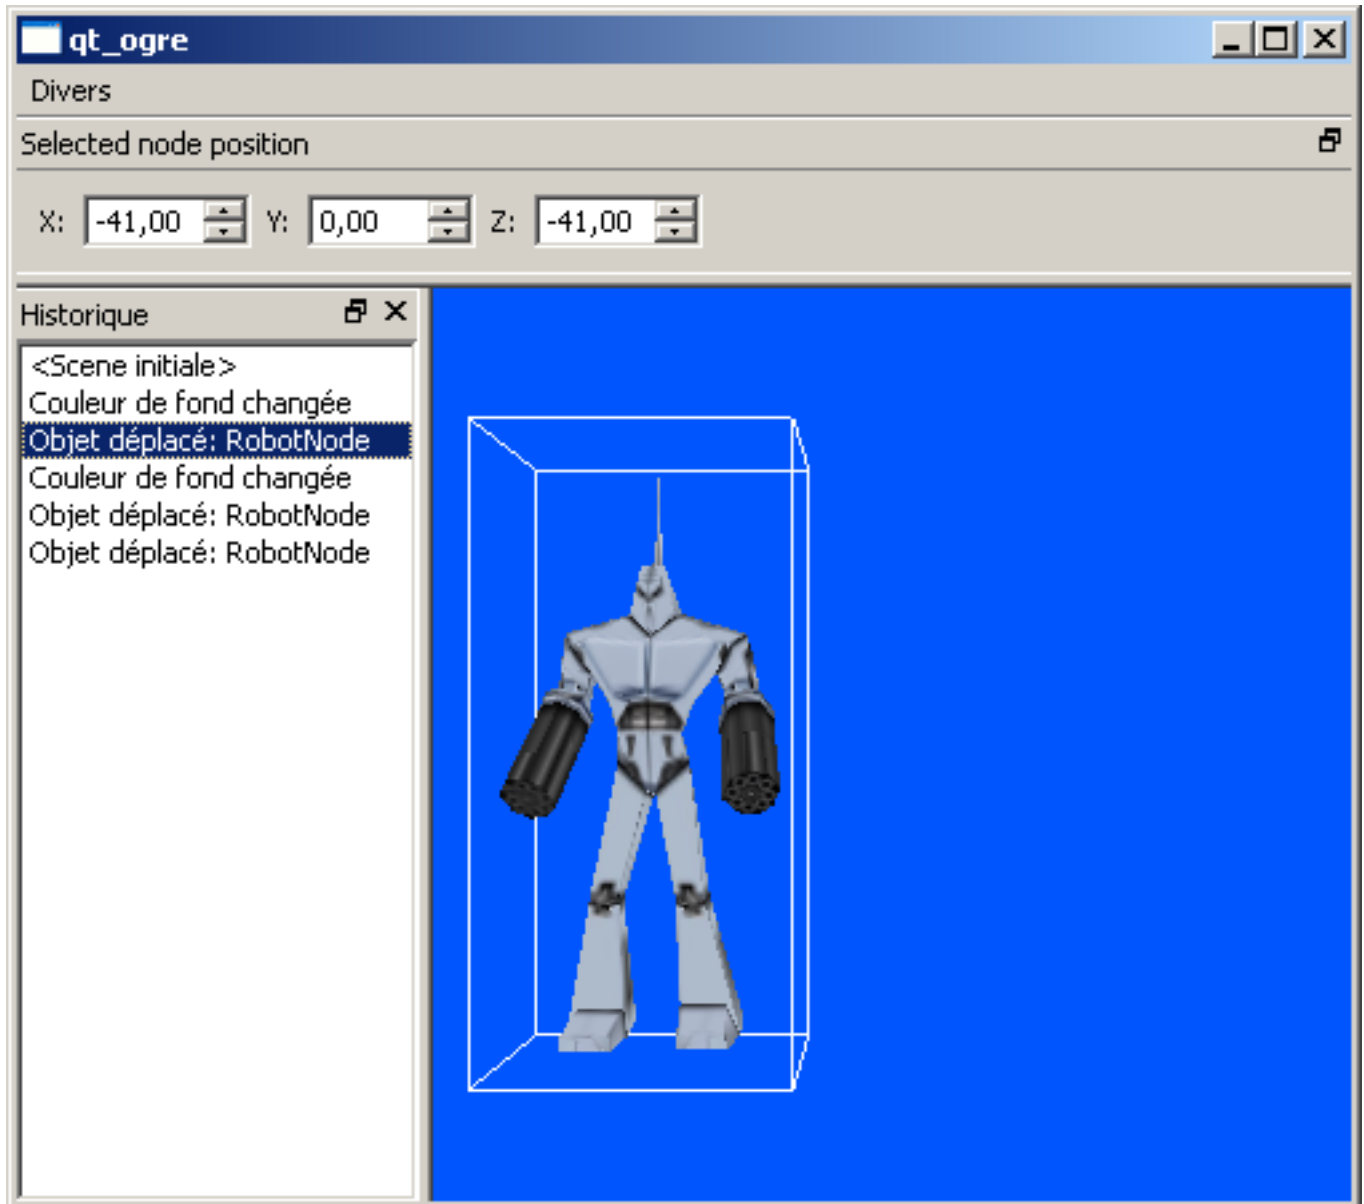 qt_ogre
Divers
Selected node position
X: -41,00 Y: 0,00 Z: -41,00
Historique
<Scene initiale>
Couleur de fond changée
Objet déplacé: RobotNode
Couleur de fond changée
Objet déplacé: RobotNode
Objet déplacé: RobotNode